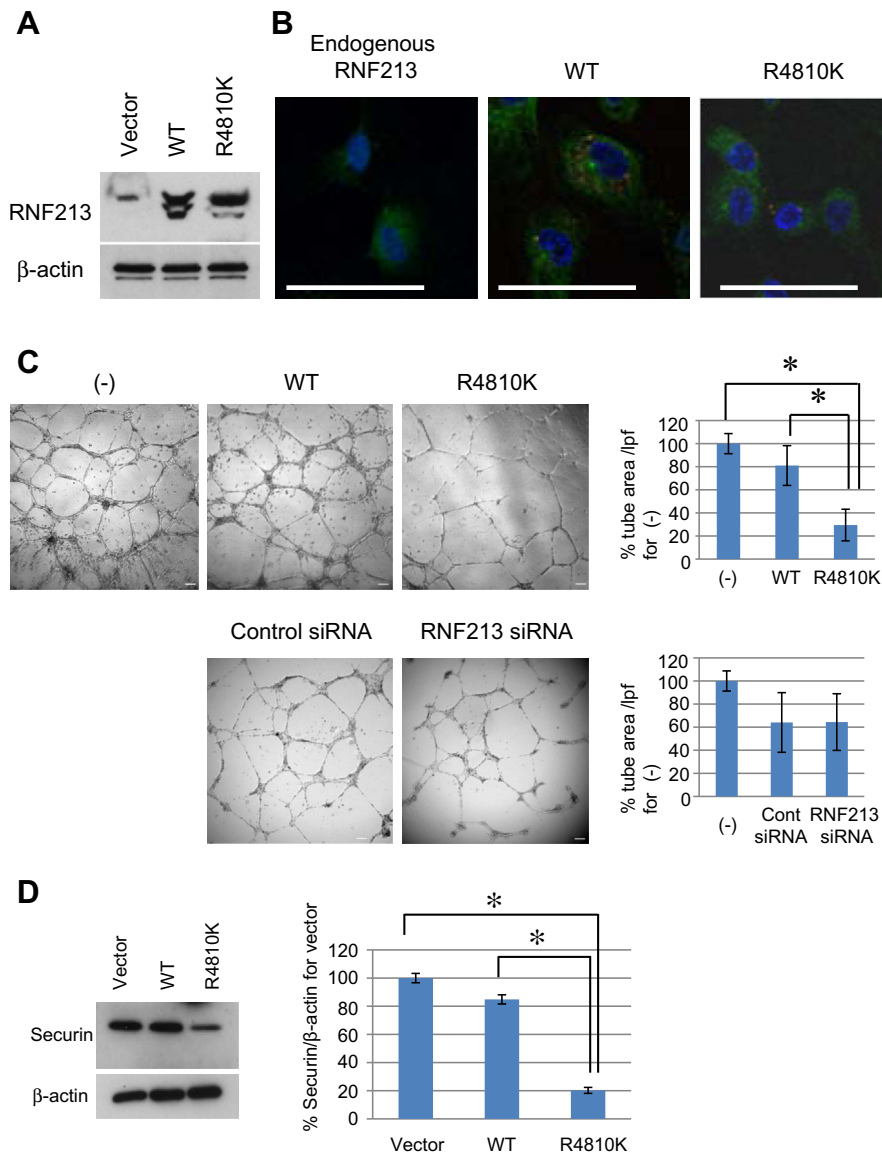 A
Vector
WT
R4810K
RNF213
β-actin
B
Endogenous
RNF213
WT
R4810K
C
(-)
WT
R4810K
*
*
% tube area /lpf
for (-)
120
100
80
60
40
20
0
(-)
WT
R4810K
Control siRNA
RNF213 siRNA
% tube area /lpf
for (-)
120
100
80
60
40
20
0
(-)
Cont
siRNA
RNF213
siRNA
D
Vector
WT
R4810K
Securin
β-actin
*
*
% Securin/β-actin for vector
120
100
80
60
40
20
0
Vector
WT
R4810K